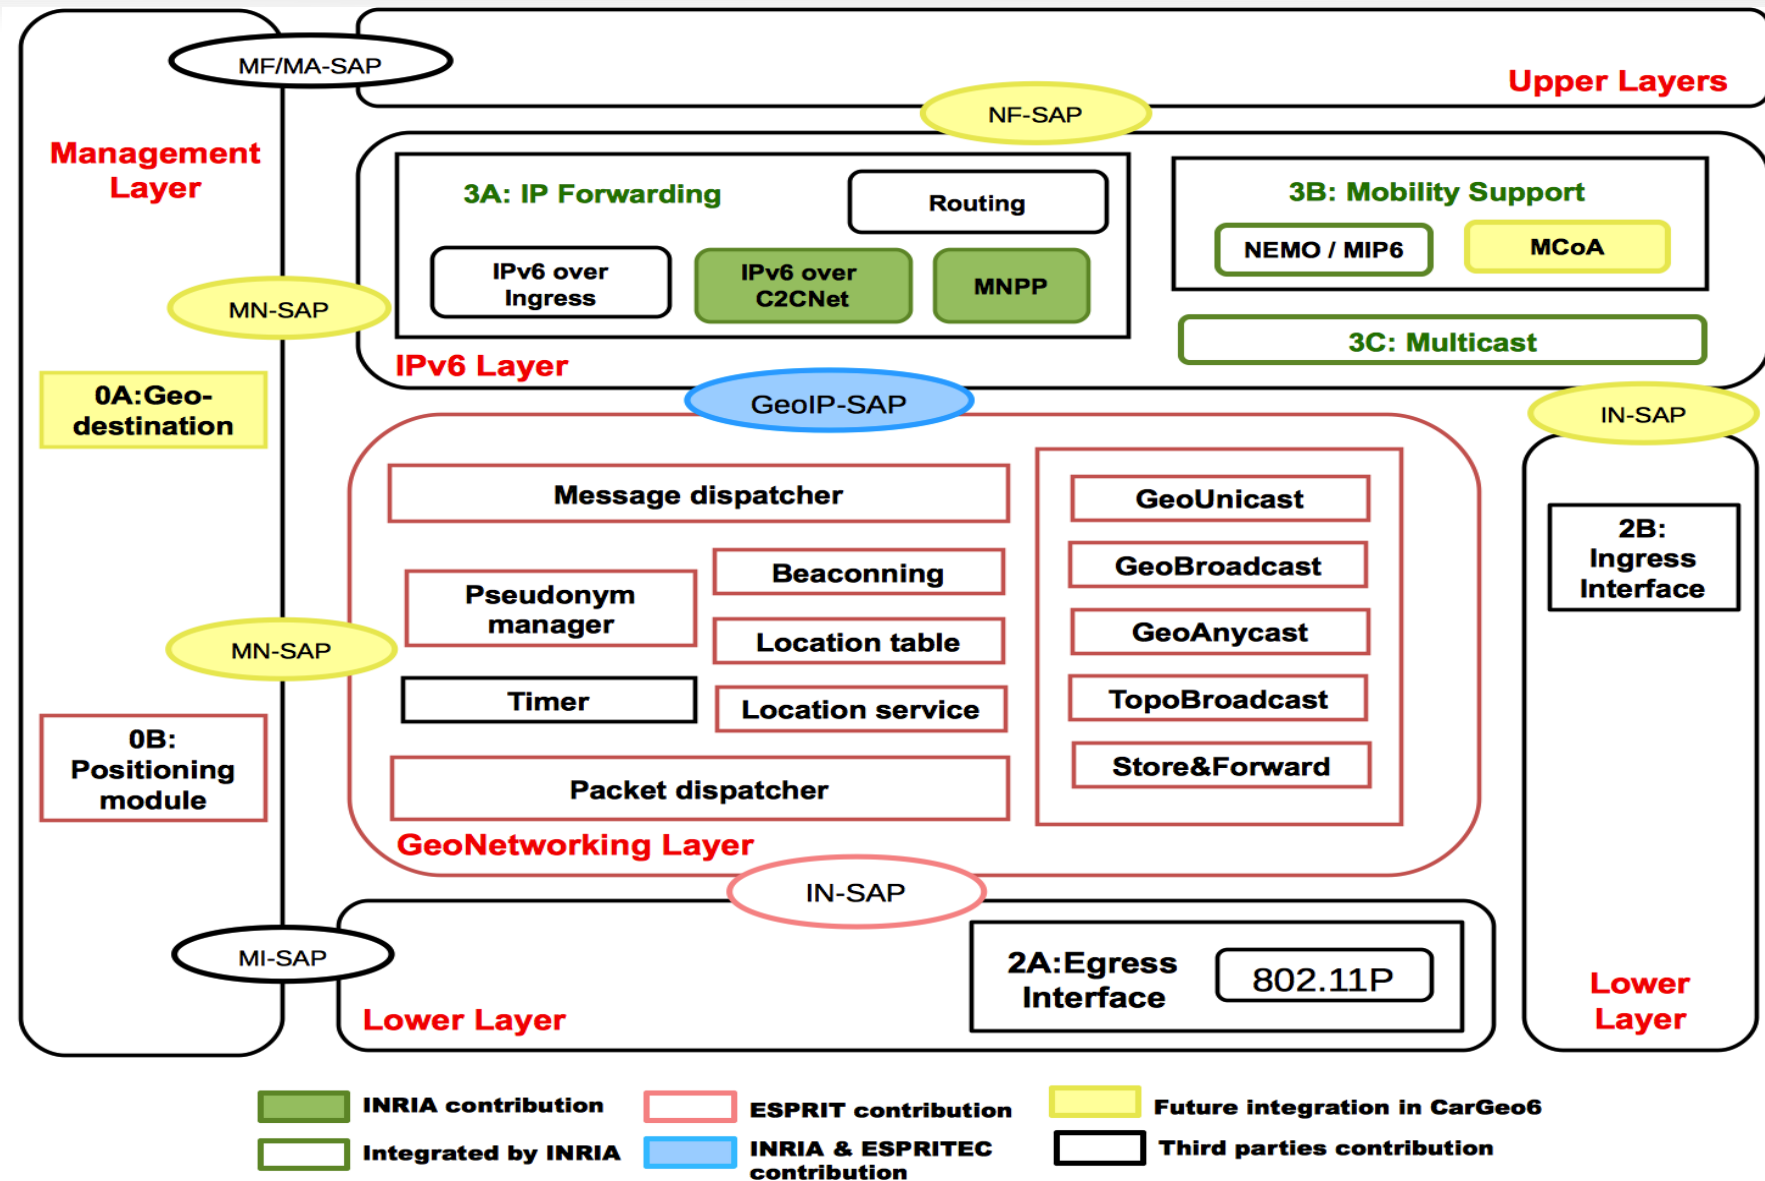 MF/MA-SAP
Upper Layers
NF-SAP
Management
Layer
3A: IP Forwarding
Routing
3B: Mobility Support
NEMO / MIP6
MCoA
IPv6 over
Ingress
IPv6 over
C2CNet
MNPP
MN-SAP
3C: Multicast
IPv6 Layer
0A:Geo-
destination
GeoIP-SAP
IN-SAP
Message dispatcher
GeoUnicast
2B:
Ingress
Interface
Beaconning
GeoBroadcast
Pseudonym
manager
MN-SAP
Location table
GeoAnycast
Timer
Location service
TopoBroadcast
0B:
Positioning
module
Store&Forward
Packet dispatcher
GeoNetworking Layer
IN-SAP
MI-SAP
2A:Egress
Interface
802.11P
Lower Layer
Lower
Layer
INRIA contribution
ESPRIT contribution
Future integration in CarGeo6
Integrated by INRIA
INRIA & ESPRITEC
contribution
Third parties contribution